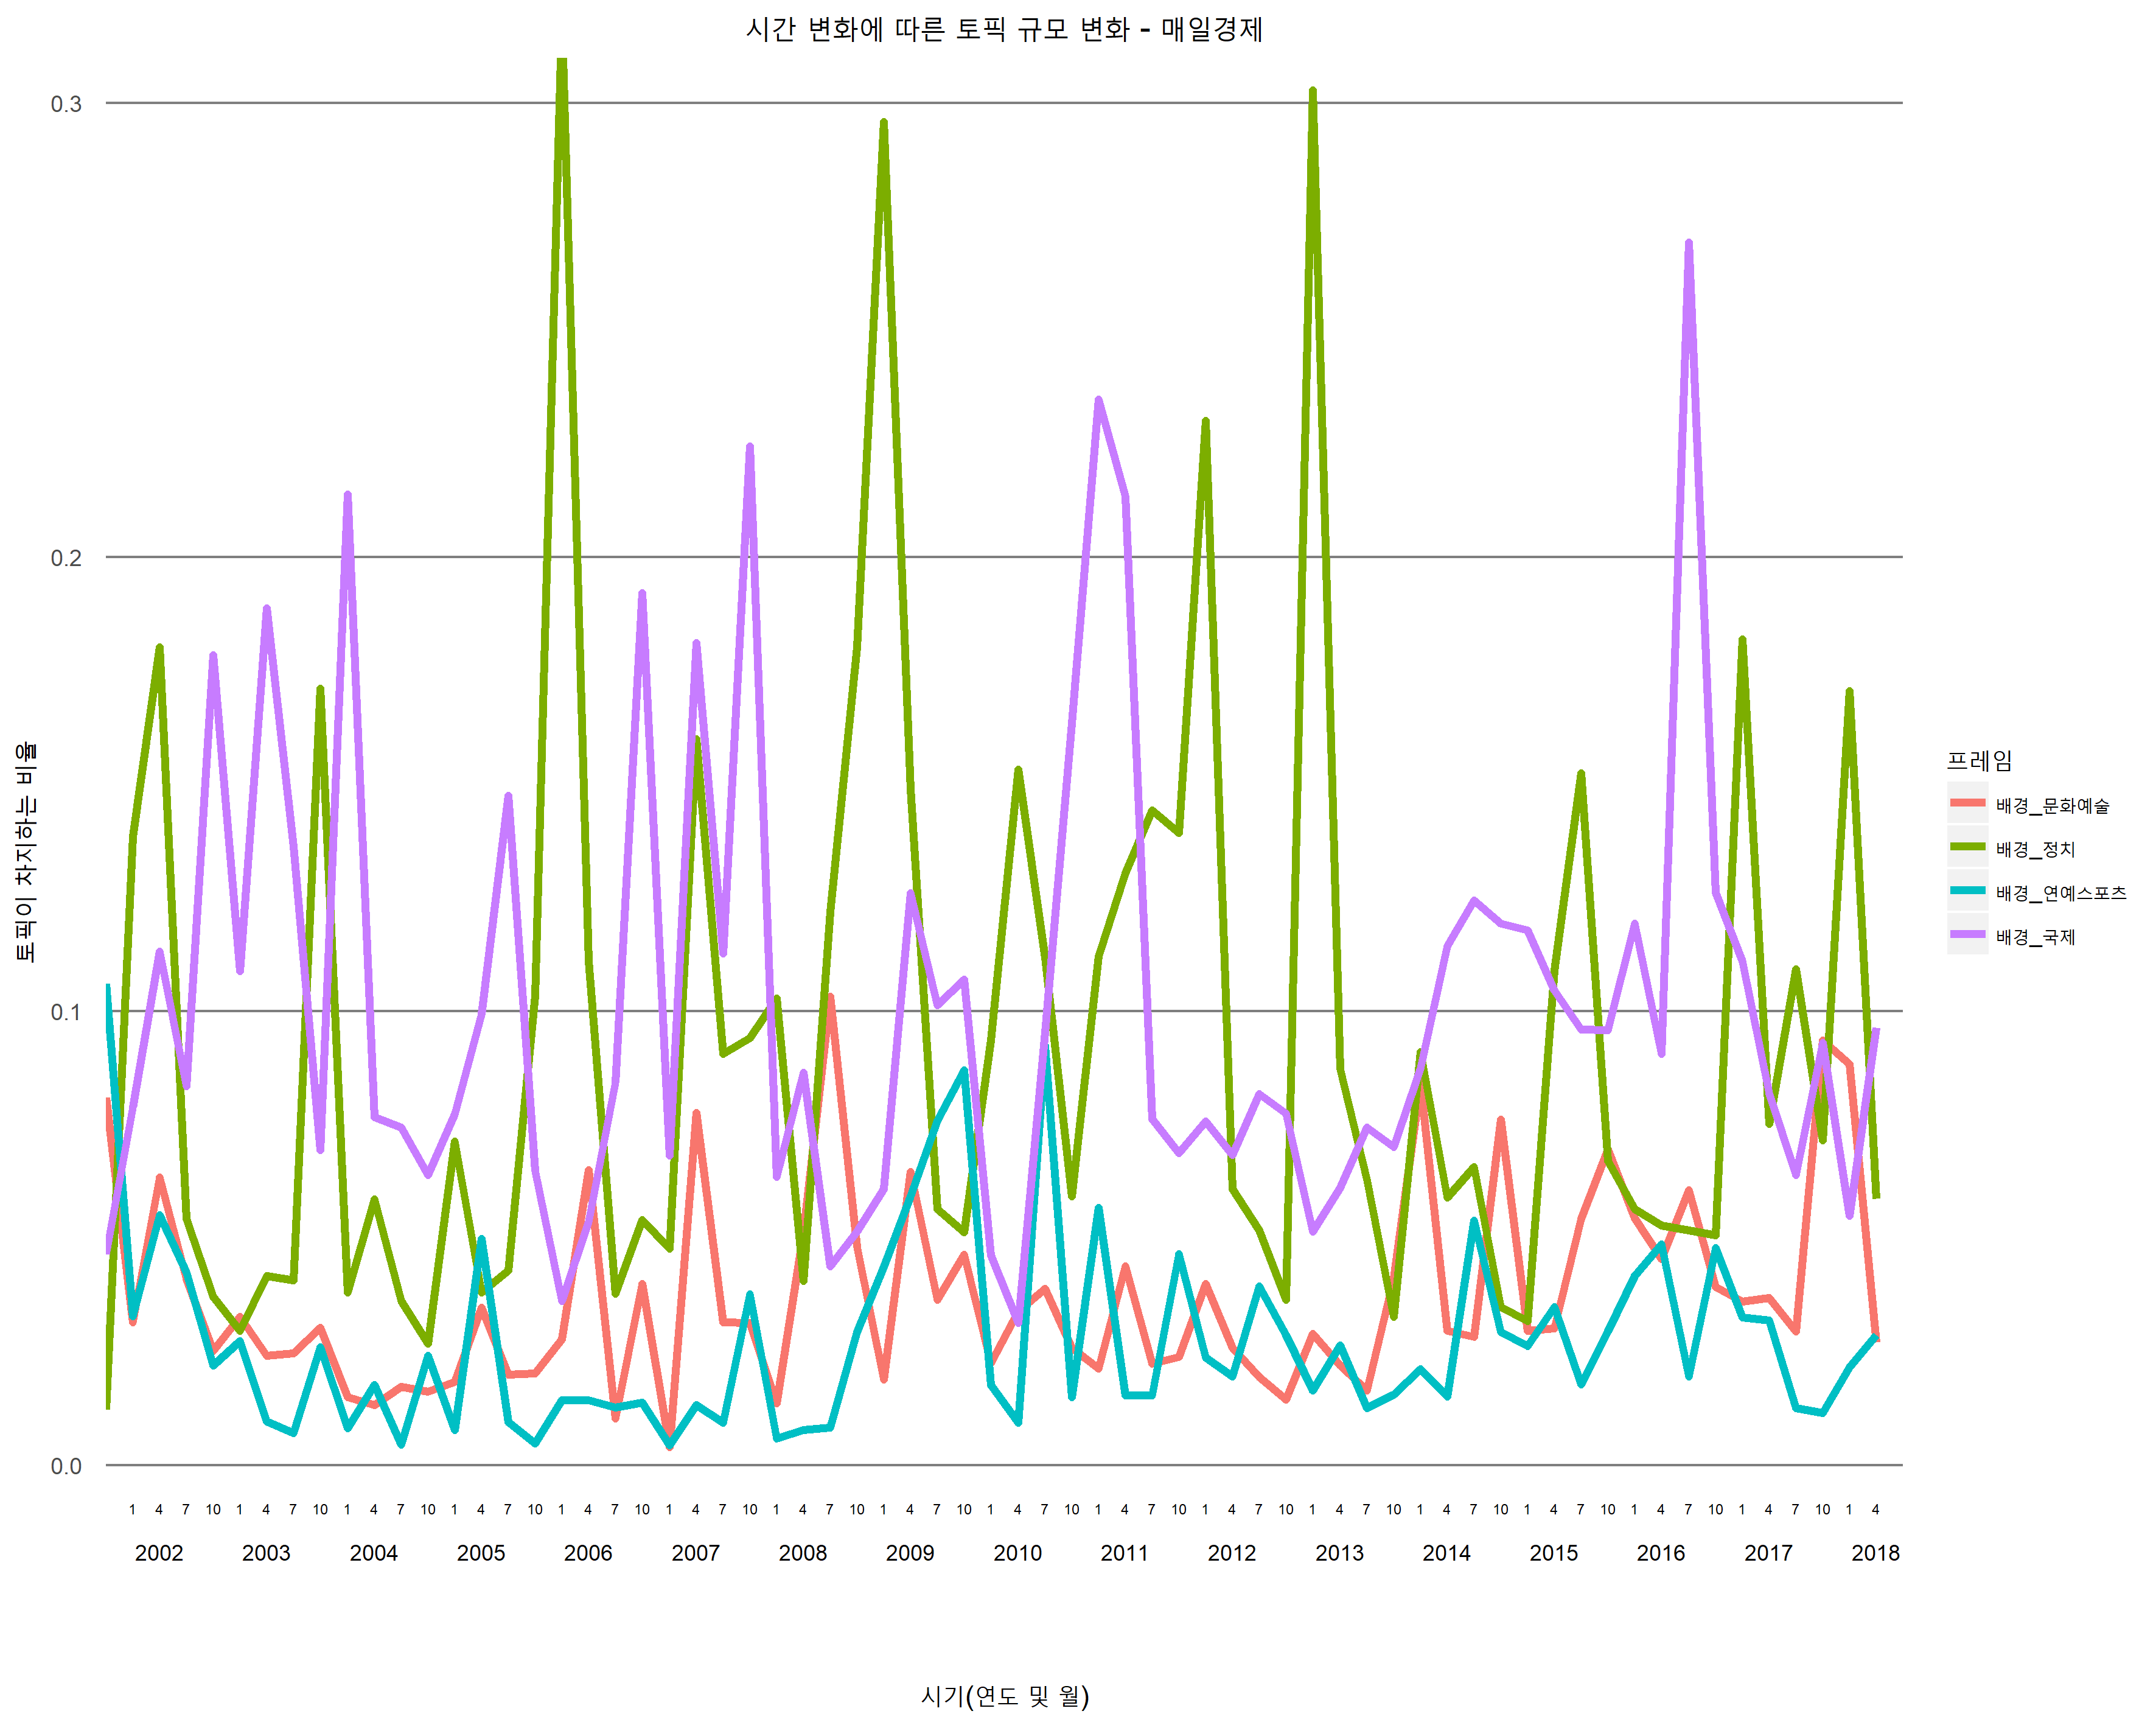 시간 변화에 따른 토픽 규모 변화 - 매일경제
토픽이 차지하는 비율
0.3
0.2
0.1
0.0
1 4 7 10 1 4 7 10 1 4 7 10 1 4 7 10 1 4 7 10 1 4 7 10 1 4 7 10 1 4 7 10 1 4 7 10 1 4 7 10 1 4 7 10 1 4 7 10 1 4 7 10 1 4 7 10 1 4 7 10 1 4 7 10 1 4
2002 2003 2004 2005 2006 2007 2008 2009 2010 2011 2012 2013 2014 2015 2016 2017 2018
시기(연도 및 월)
프레임
배경_문화예술
배경_정치
배경_연예스포츠
배경_국제